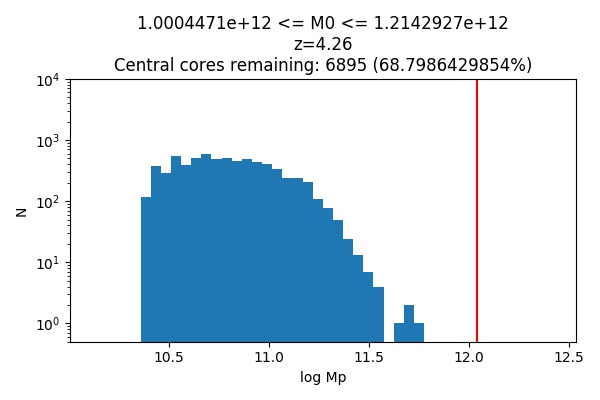 1.0004471e+12 <= M0 <= 1.2142927e+12
z=4.26
Central cores remaining: 6895 (68.7986429854%)
10^4
10^3
10^2
10^1
10^0
N
10.5 11.0 11.5 12.0 12.5
log Mp